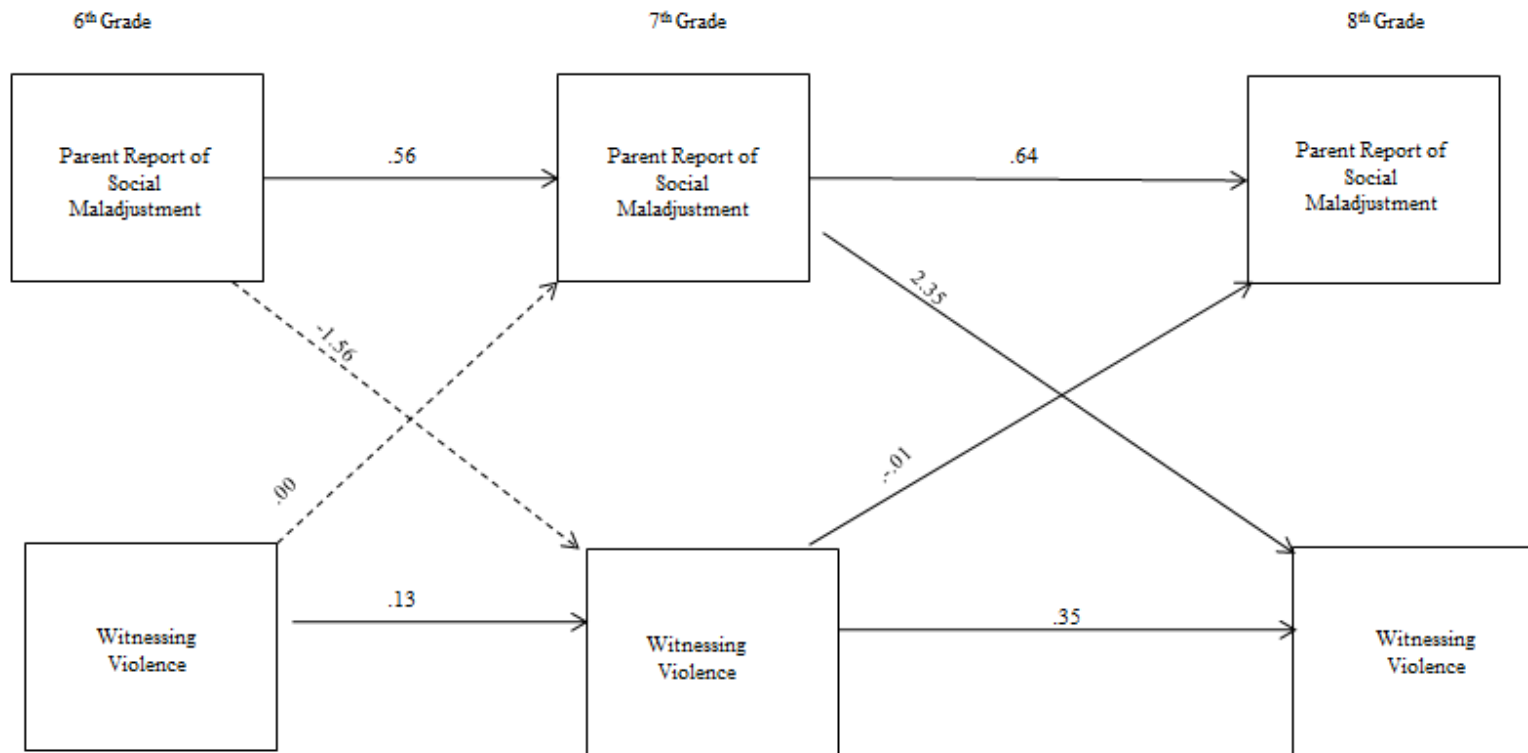 6th Grade
7th Grade
8th Grade
Parent Report of
Social
Maladjustment
.56
Parent Report of
Social
Maladjustment
.64
Parent Report of
Social
Maladjustment
-1.56
.00
2.35
.-.01
Witnessing
Violence
.13
Witnessing
Violence
.35
Witnessing
Violence